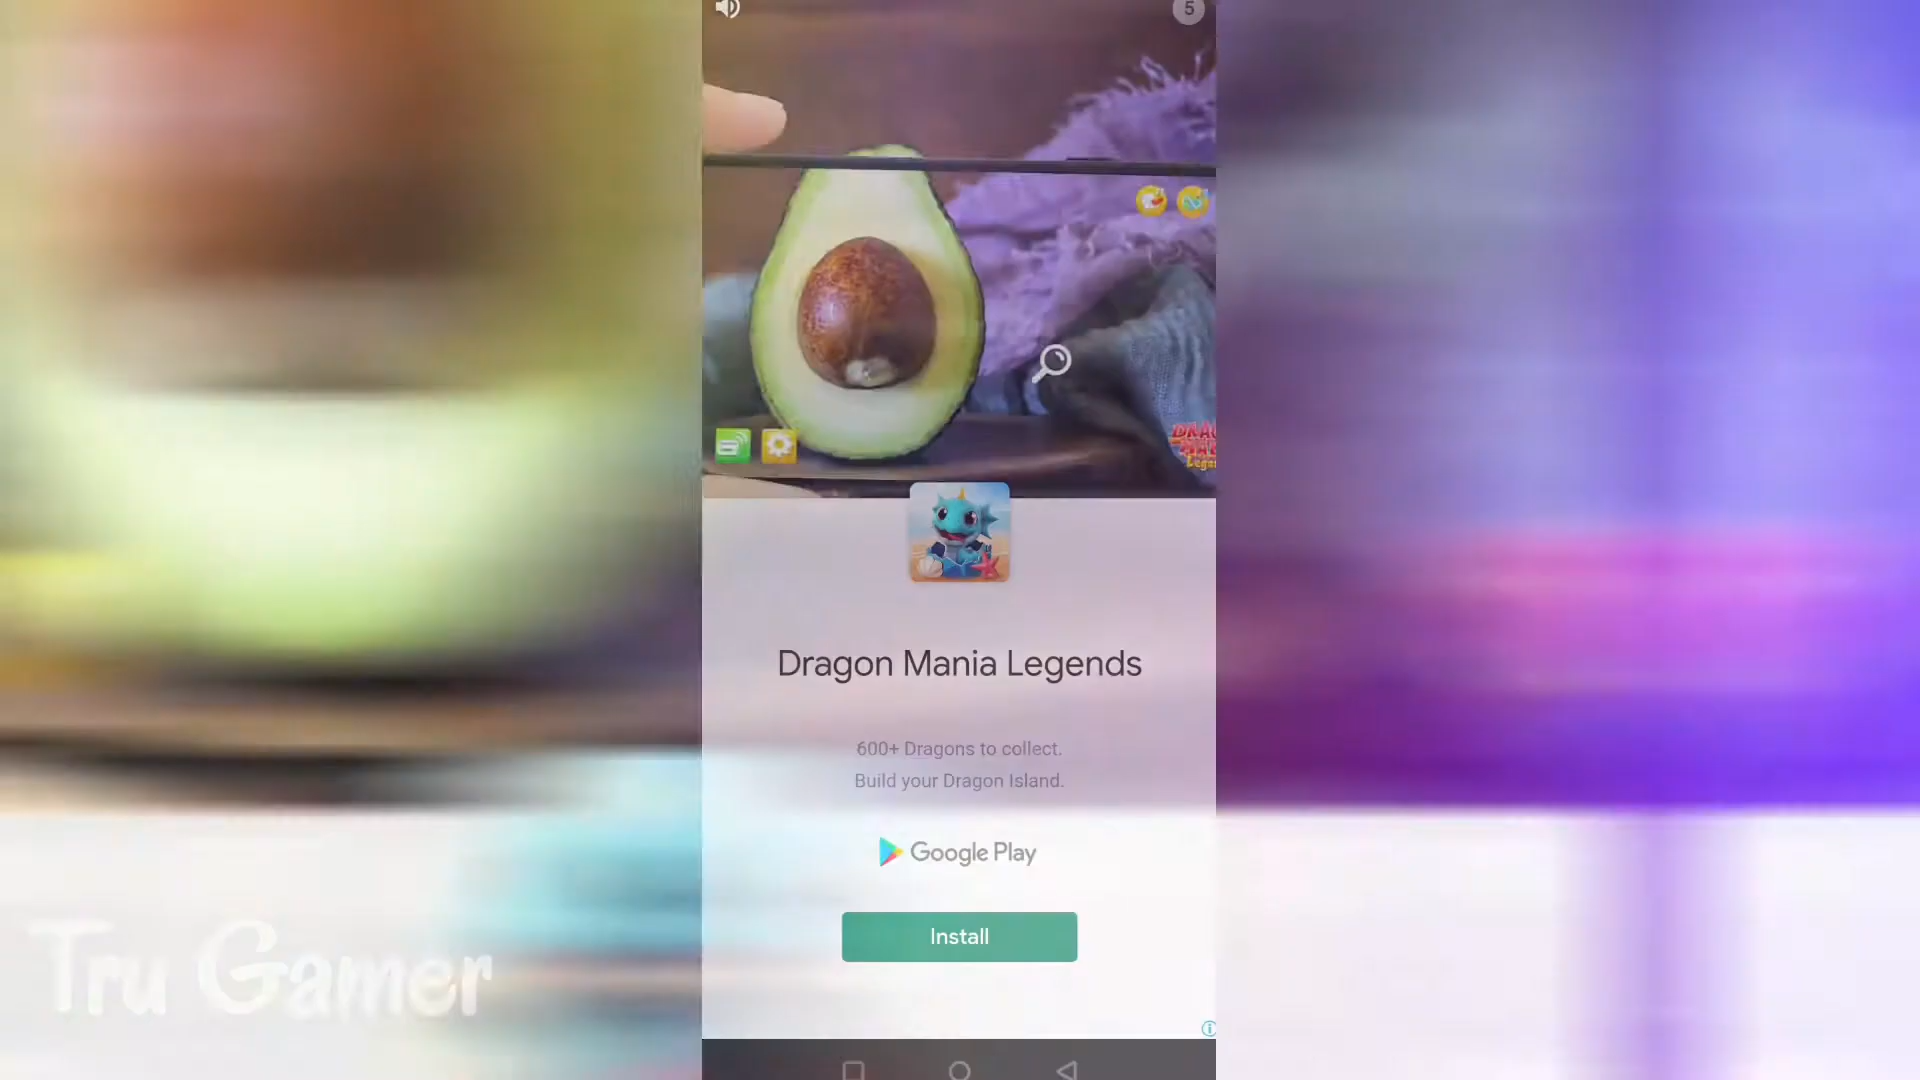 5
Dragon Mania Legends
600+ Dragons to collect.
Build your Dragon Island.
Google Play
Install
Tru Gamer